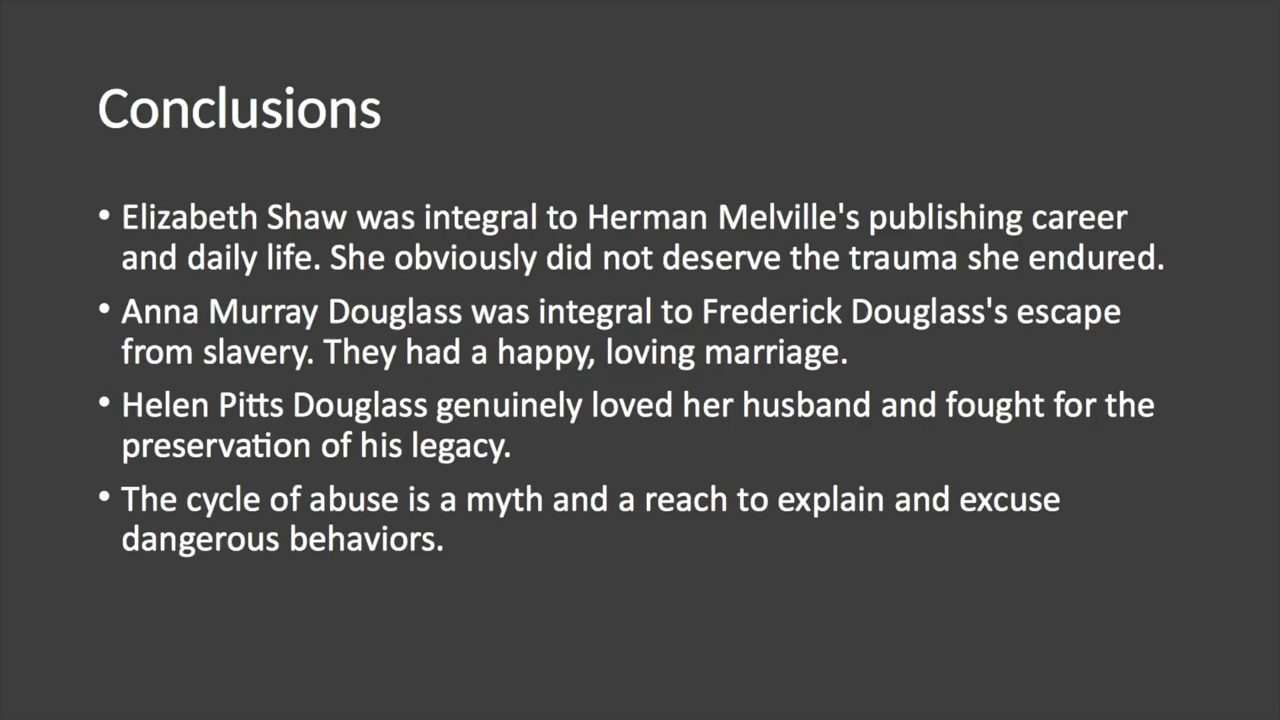 Conclusions
• Elizabeth Shaw was integral to Herman Melville's publishing career
and daily life. She obviously did not deserve the trauma she endured.
• Anna Murray Douglass was integral to Frederick Douglass's escape
from slavery. They had a happy, loving marriage.
• Helen Pitts Douglass genuinely loved her husband and fought for the
preservation of his legacy.
• The cycle of abuse is a myth and a reach to explain and excuse
dangerous behaviors.